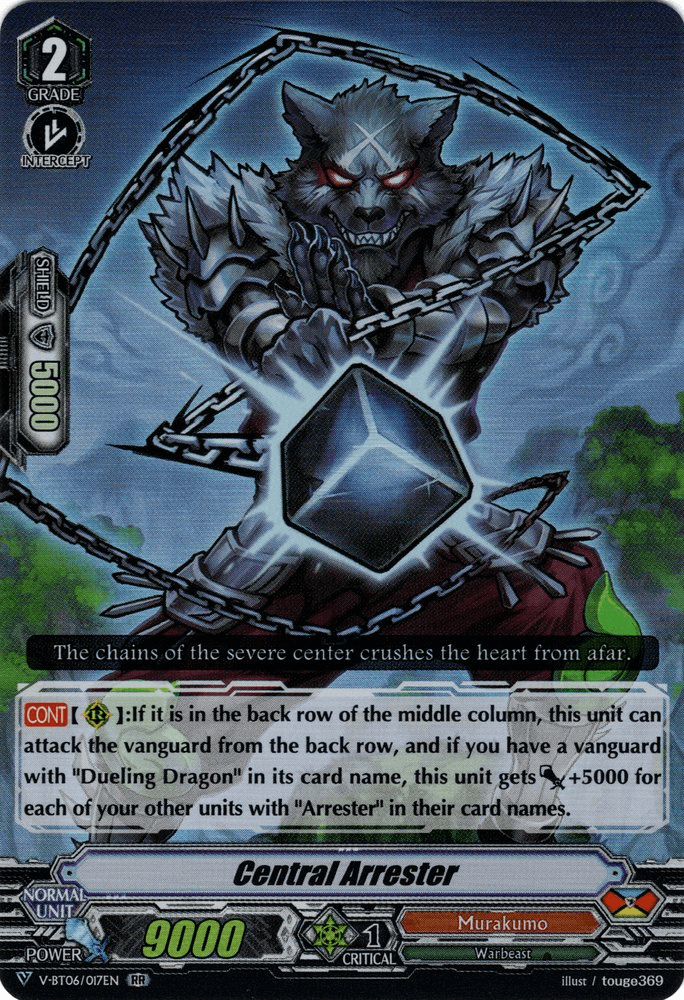 2
GRADE
INTERCEPT
SHIELD
5000
The chains of the severe center crushes the heart from afar.
CONT【 R 】:If it is in the back row of the middle column, this unit can
attack the vanguard from the back row, and if you have a vanguard
with "Dueling Dragon" in its card name, this unit gets +5000 for
each of your other units with "Arrester" in their card names.
Central Arrester
NORMAL
UNIT
POWER
9000
1
CRITICAL
Murakumo
Warbeast
V-BT06/017EN RR
illust / touge369